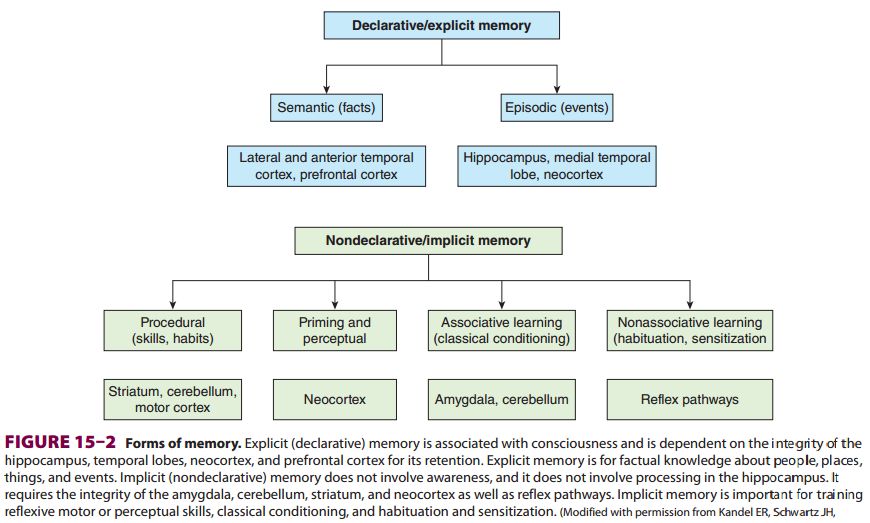 Declarative/explicit memory
Semantic (facts)
Episodic (events)
Lateral and anterior temporal
cortex, prefrontal cortex
Hippocampus, medial temporal
lobe, neocortex
Nondeclarative/implicit memory
Procedural
(skills, habits)
Priming and
perceptual
Associative learning
(classical conditioning)
Nonassociative learning
(habituation, sensitization
Striatum, cerebellum,
motor cortex
Neocortex
Amygdala, cerebellum
Reflex pathways
FIGURE 15–2 Forms of memory. Explicit (declarative) memory is associated with consciousness and is dependent on the integrity of the
hippocampus, temporal lobes, neocortex, and prefrontal cortex for its retention. Explicit memory is for factual knowledge about people, places,
things, and events. Implicit (nondeclarative) memory does not involve awareness, and it does not involve processing in the hippocampus. It
requires the integrity of the amygdala, cerebellum, striatum, and neocortex as well as reflex pathways. Implicit memory is important for training
reflexive motor or perceptual skills, classical conditioning, and habituation and sensitization. (Modified with permission from Kandel ER, Schwartz JH,